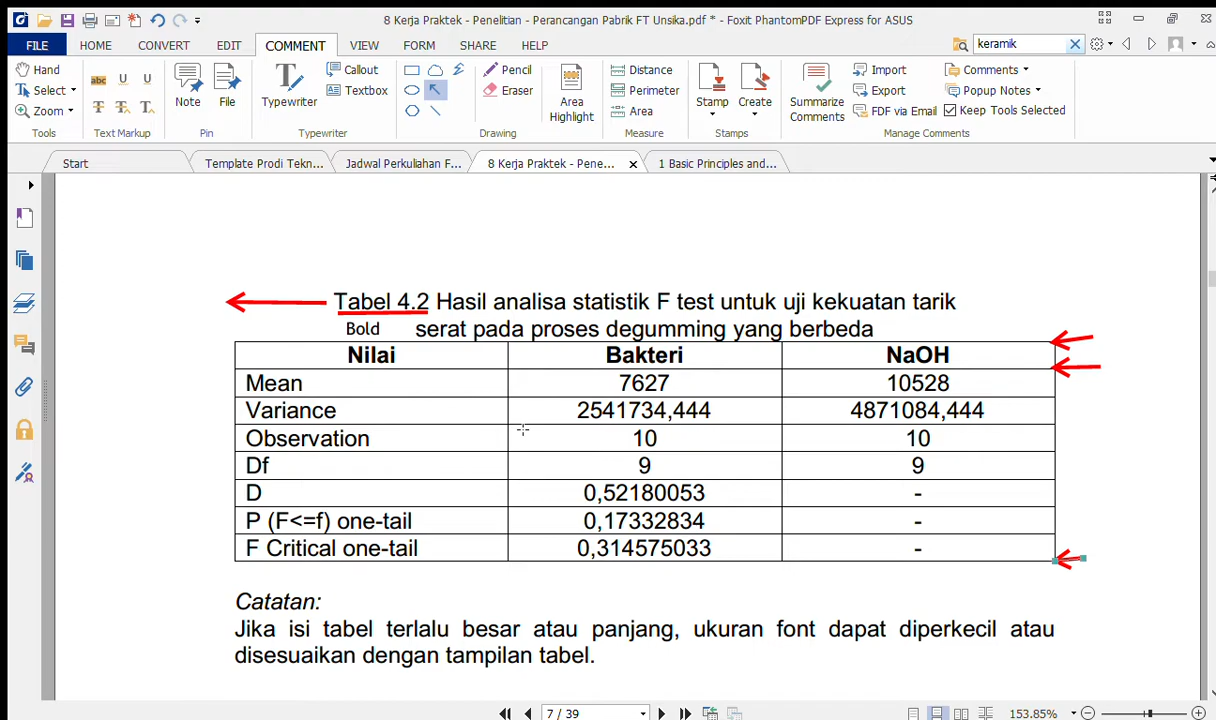 8 Kerja Praktek - Penelitian - Perancangan Pabrik FT Unsika.pdf * - Foxit PhantomPDF Express for ASUS
FILE HOME CONVERT EDIT COMMENT VIEW FORM SHARE HELP keramik
Hand Callout Pencil Distance Import Comments
Select Textbox Eraser Perimeter Export Popup Notes
Zoom Note File Typewriter Area Highlight Area Stamp Create Summarize Comments FDF via Email Keep Tools Selected
Tools Text Markup Pin Typewriter Drawing Measure Stamps Manage Comments
Start Template Prodi Tekn... Jadwal Perkulahan F... 8 Kerja Praktek - Pene... 1 Basic Principles and...
Tabel 4.2 Hasil analisa statistik F test untuk uji kekuatan tarik
Bold serat pada proses degumming yang berbeda
Nilai Bakteri NaOH
Mean 7627 10528
Variance 2541734,444 4871084,444
Observation 10 10
Df 9 9
D 0,52180053 -
P (F<=f) one-tail 0,17332834 -
F Critical one-tail 0,314575033 -
Catatan:
Jika isi tabel terlalu besar atau panjang, ukuran font dapat diperkecil atau
disesuaikan dengan tampilan tabel.
7 / 39 153.85%